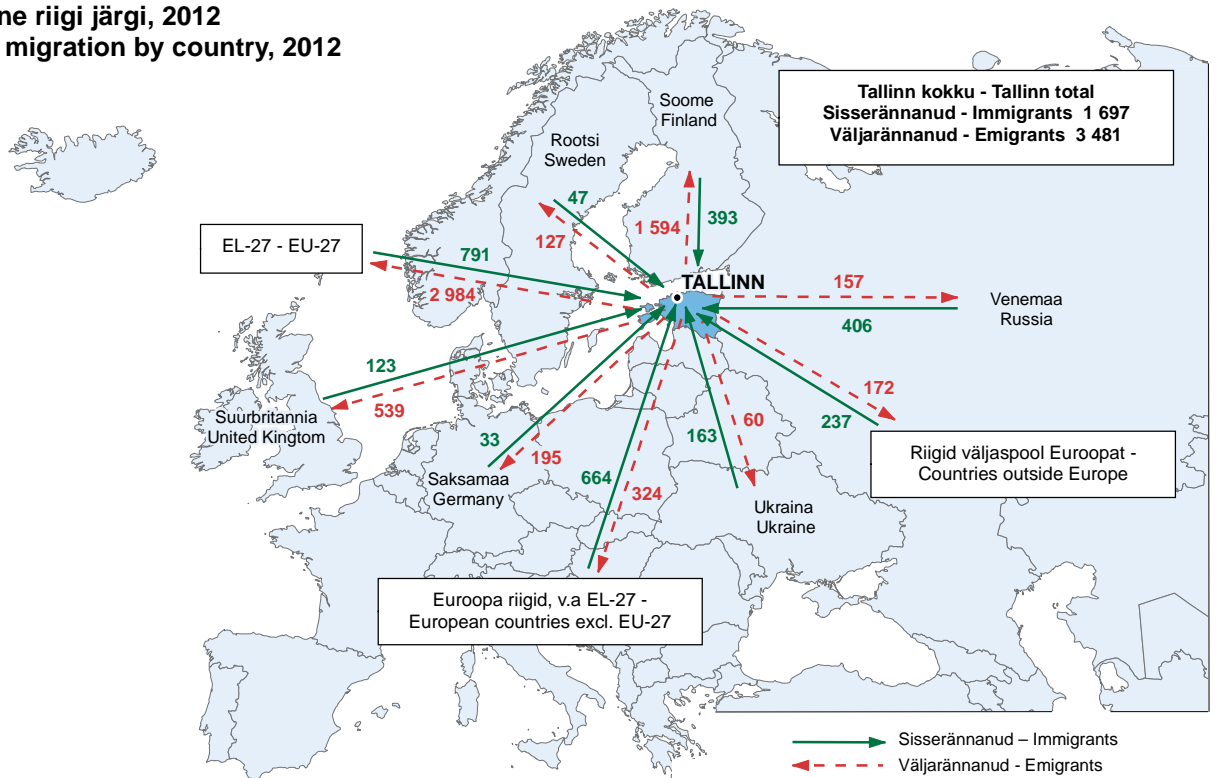 ne riigi järgi, 2012
migration by country, 2012
Tallinn kokku - Tallinn total
Sisserännanud - Immigrants 1 697
Väljarännanud - Emigrants 3 481
Soome
Finland
Rootsi
Sweden
47
127
1 594
393
EL-27 - EU-27
791
2 984
TALLINN
157
406
Venemaa
Russia
123
539
Suurbritannia
United Kingtom
172
237
Riigid väljaspool Euroopat -
Countries outside Europe
33
195
Saksamaa
Germany
163
60
Ukraina
Ukraine
664
324
Euroopa riigid, v.a EL-27 -
European countries excl. EU-27
Sisserännanud – Immigrants
Väljarännanud - Emigrants